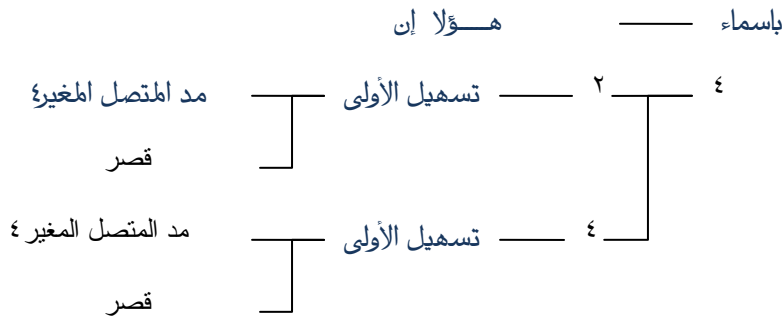 باسماء هـــؤلا إن
٤ ٢ تسهيل الأولى مد المتصل المغير٤
قصر
٤ تسهيل الأولى مد المتصل المغير ٤
قصر